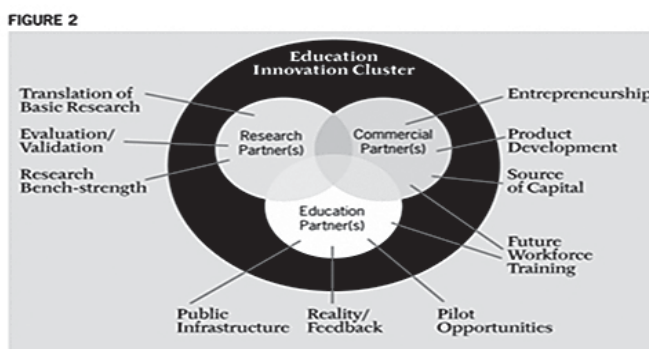 FIGURE 2
Education
Innovation Cluster
Translation of
Basic Research
Evaluation/
Validation
Research
Bench-strength
Research
Partner(s)
Commercial
Partner(s)
Education
Partner(s)
Entrepreneurship
Product
Development
Source
of Capital
Future
Workforce
Training
Public
Infrastructure
Reality/
Feedback
Pilot
Opportunities